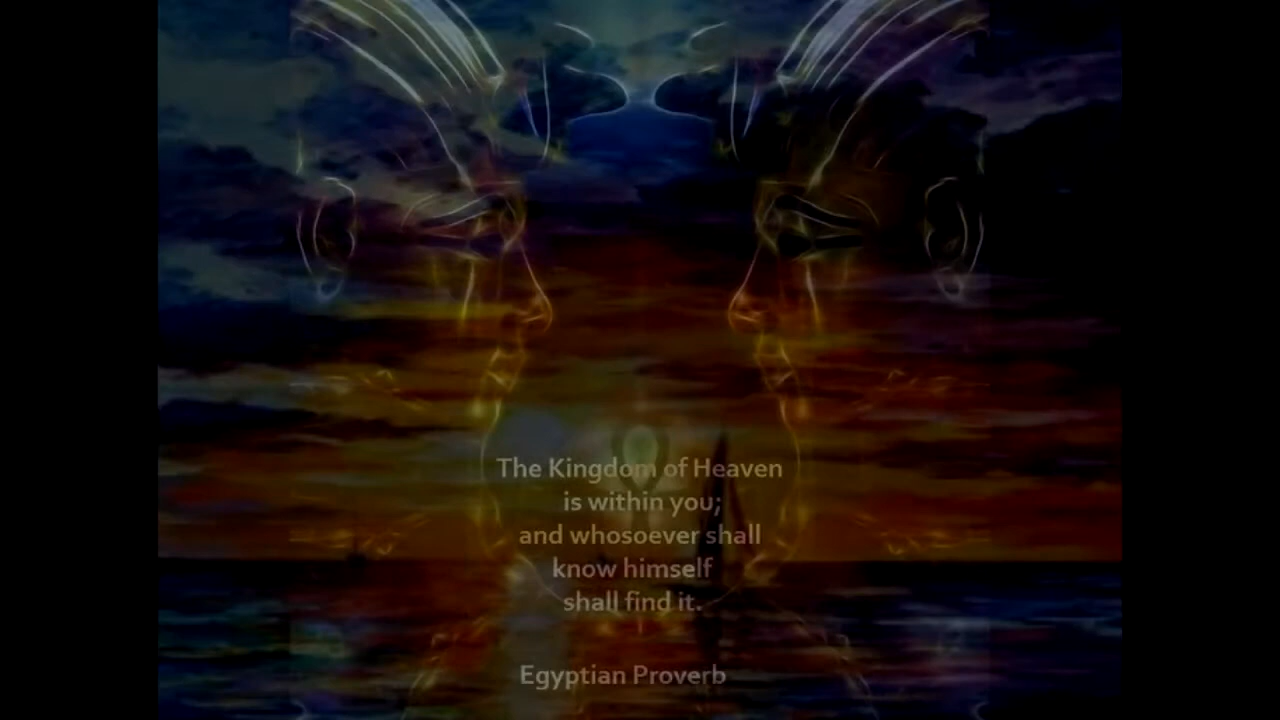 The Kingdom of Heaven
is within you;
and whosoever shall
know himself
shall find it.
Egyptian Proverb